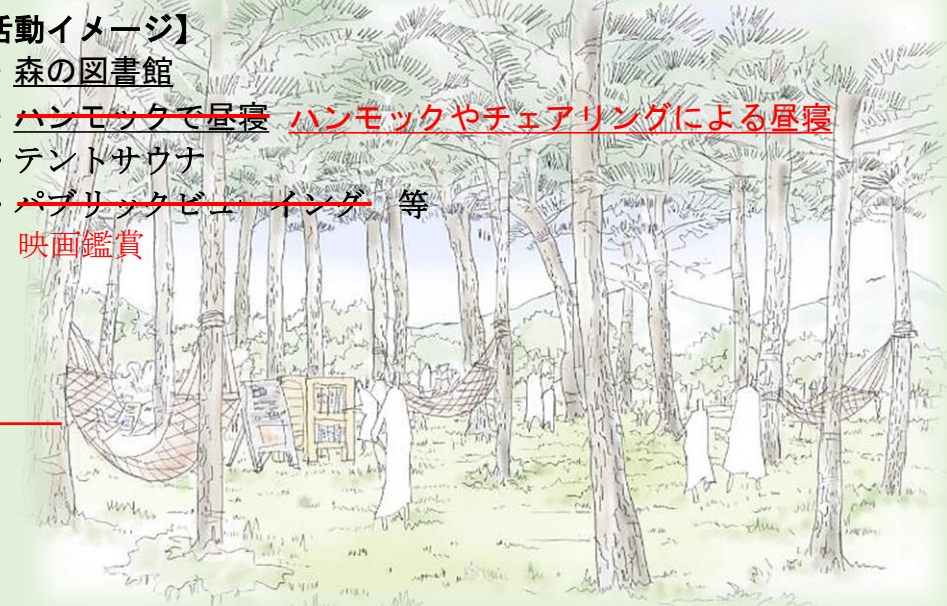 活動イメージ】
・森の図書館
・ハンモックで昼寝 ハンモックやチェアリングによる昼寝
・テントサウナ
・パブリックビューイング 等
映画鑑賞